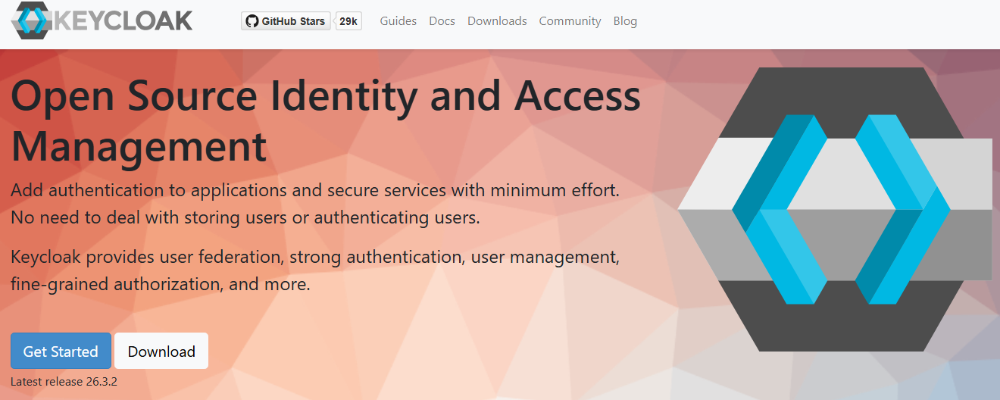 KEYCLOAK
GitHub Stars 29k
Guides Docs Downloads Community Blog
Open Source Identity and Access
Management
Add authentication to applications and secure services with minimum effort.
No need to deal with storing users or authenticating users.
Keycloak provides user federation, strong authentication, user management,
fine-grained authorization, and more.
Get Started Download
Latest release 26.3.2